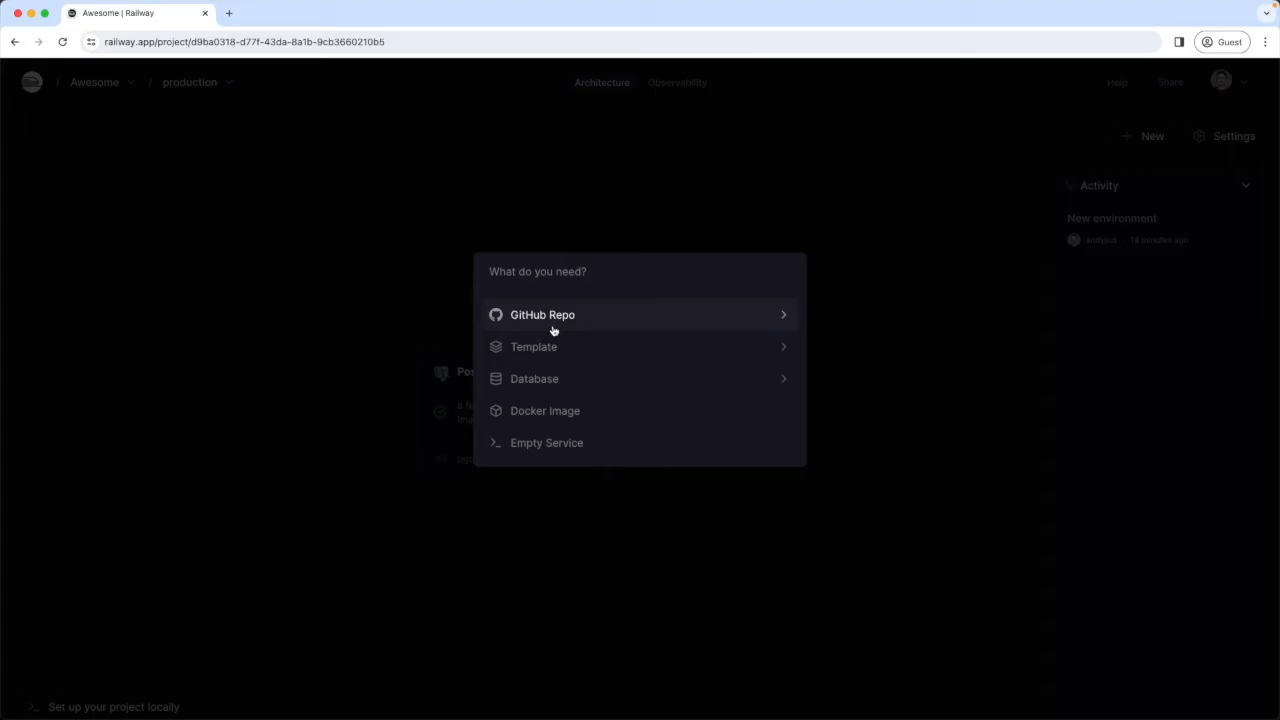 Awesome | Railway
railway.app/project/d9ba0318-d77f-43da-8a1b-9cb3660210b5
Guest
/ Awesome / production
Architecture
Observability
Help
Share
New
Settings
Activity
New environment
andyjud · 14 minutes ago
What do you need?
GitHub Repo
Template
Database
Docker Image
Empty Service
Set up your project locally